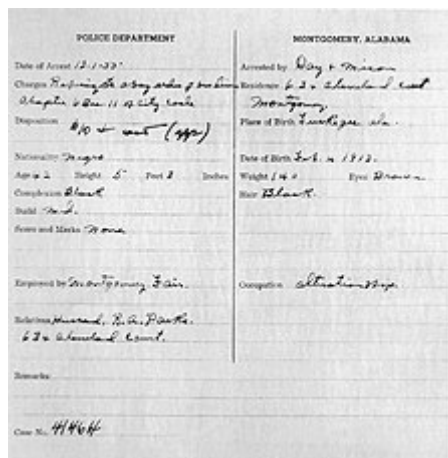 POLICE DEPARTMENT
MONTGOMERY, ALABAMA
Date of Arrest 12-1-55
Arrested by Day & Mixon
Charges Refusing to obey orders of bus driver
Residence 634 Cleveland court
Chapter 6 Sec 11 of City code
Montgomery
Disposition $10 & cost (app)
Place of Birth Tuskegee ala.
Nationality Negro
Date of Birth Feb. 4 1913.
Age 42 Height 5 Feet 3 Inches
Weight 140 Eyes Brown
Complexion Black
Hair Black
Build
Scars and Marks None
Employed by Montgomery Fair
Occupation
Relatives Husband, R.A. Parks.
634 Cleveland Court.
Remarks:
Case No.